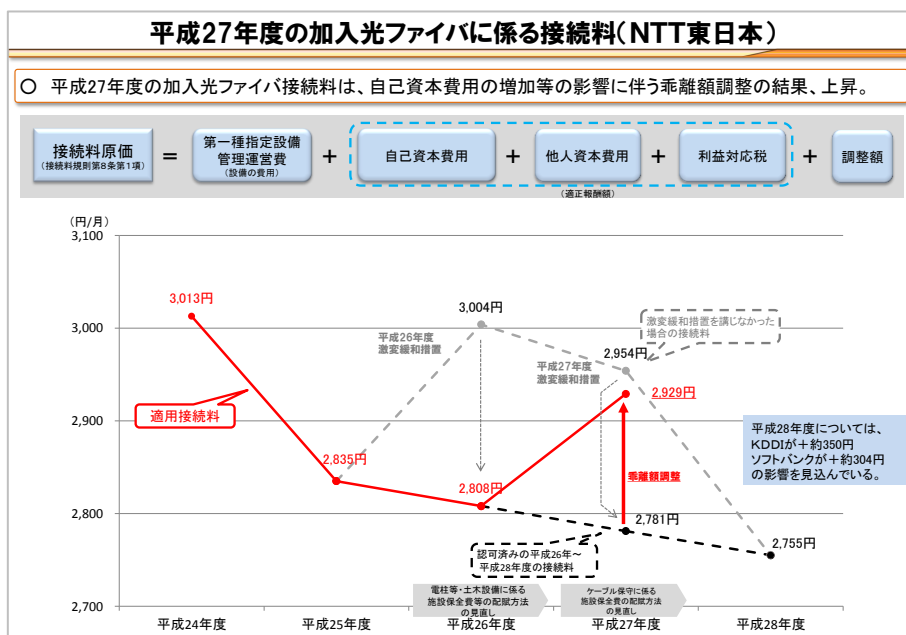 平成27年度の加入光ファイバに係る接続料(NTT東日本)
○ 平成27年度の加入光ファイバ接続料は、自己資本費用の増加等の影響に伴う乖離額調整の結果、上昇。
接続料原価
(接続料規則第8条第1項)
=
第一種指定設備
管理運営費
(設備の費用)
+
自己資本費用
+
他人資本費用
+
利益対応税
+
調整額
(適正報酬額)
(円/月)
3,100
3,000
2,900
2,800
2,700
3,013円
適用接続料
2,835円
平成26年度
激変緩和措置
3,004円
2,808円
平成27年度
激変緩和措置
激変緩和措置を講じなかった
場合の接続料
2,954円
2,929円
乖離額調整
2,781円
認可済みの平成26年~
平成28年度の接続料
平成28年度については、
KDDIが+約350円
ソフトバンクが+約304円
の影響を見込んでいる。
2,755円
電柱等・土木設備に係る
施設保全費等の配賦方法
の見直し
ケーブル保守に係る
施設保全費の配賦方法
の見直し
平成24年度
平成25年度
平成26年度
平成27年度
平成28年度